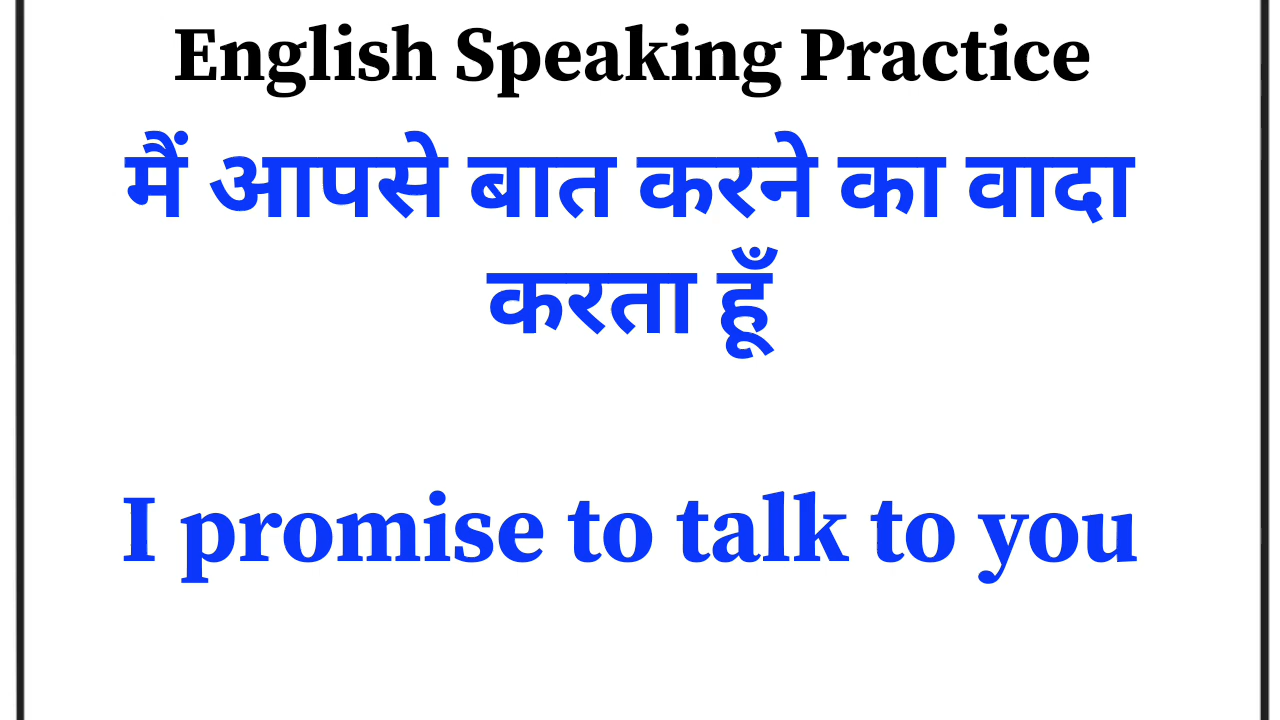 English Speaking Practice
मैं आपसे बात करने का वादा
करता हूँ
I promise to talk to you